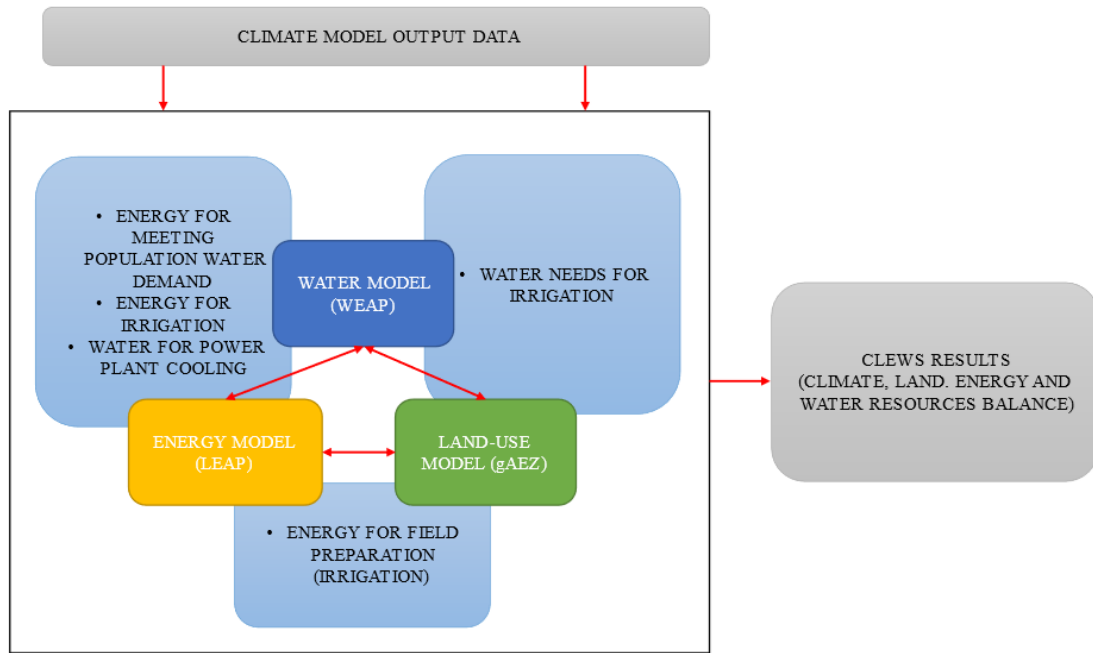 CLIMATE MODEL OUTPUT DATA
• ENERGY FOR
MEETING
POPULATION WATER
DEMAND
• ENERGY FOR
IRRIGATION
• WATER FOR POWER
PLANT COOLING
WATER MODEL
(WEAP)
• WATER NEEDS FOR
IRRIGATION
ENERGY MODEL
(LEAP)
LAND-USE
MODEL (gAEZ)
• ENERGY FOR FIELD
PREPARATION
(IRRIGATION)
CLEWS RESULTS
(CLIMATE, LAND. ENERGY AND
WATER RESOURCES BALANCE)